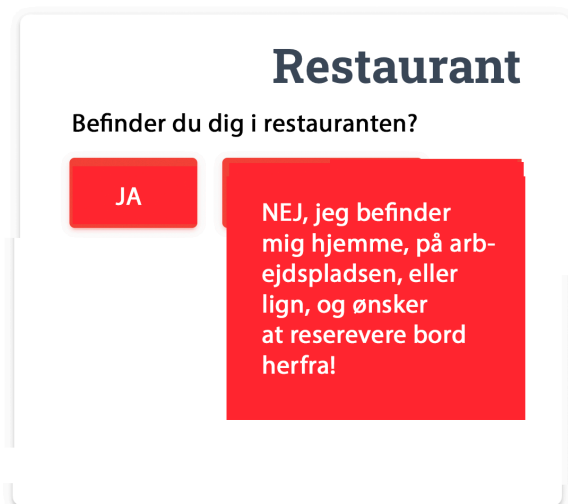 Restaurant
Befinder du dig i restauranten?
JA
NEJ, jeg befinder
mig hjemme, på arb-
ejdspladsen, eller
lign, og ønsker
at reserevere bord
herfra!